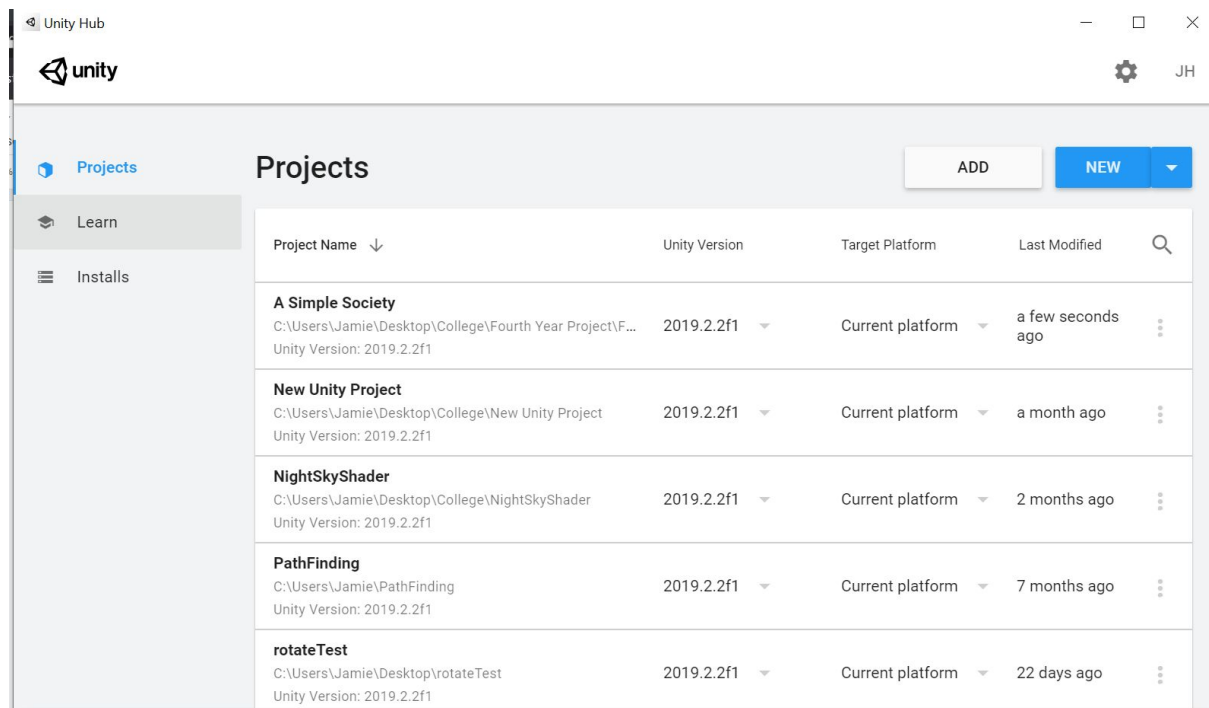 Unity Hub
unity
JH
Projects
Learn
Installs
Projects
ADD
NEW
Project Name
Unity Version
Target Platform
Last Modified
A Simple Society
C:\Users\Jamie\Desktop\College\Fourth Year Project\F...
Unity Version: 2019.2.2f1
2019.2.2f1
Current platform
a few seconds
ago
New Unity Project
C:\Users\Jamie\Desktop\College\New Unity Project
Unity Version: 2019.2.2f1
2019.2.2f1
Current platform
a month ago
NightSkyShader
C:\Users\Jamie\Desktop\College\NightSkyShader
Unity Version: 2019.2.2f1
2019.2.2f1
Current platform
2 months ago
PathFinding
C:\Users\Jamie\PathFinding
Unity Version: 2019.2.2f1
2019.2.2f1
Current platform
7 months ago
rotateTest
C:\Users\Jamie\Desktop\rotateTest
Unity Version: 2019.2.2f1
2019.2.2f1
Current platform
22 days ago